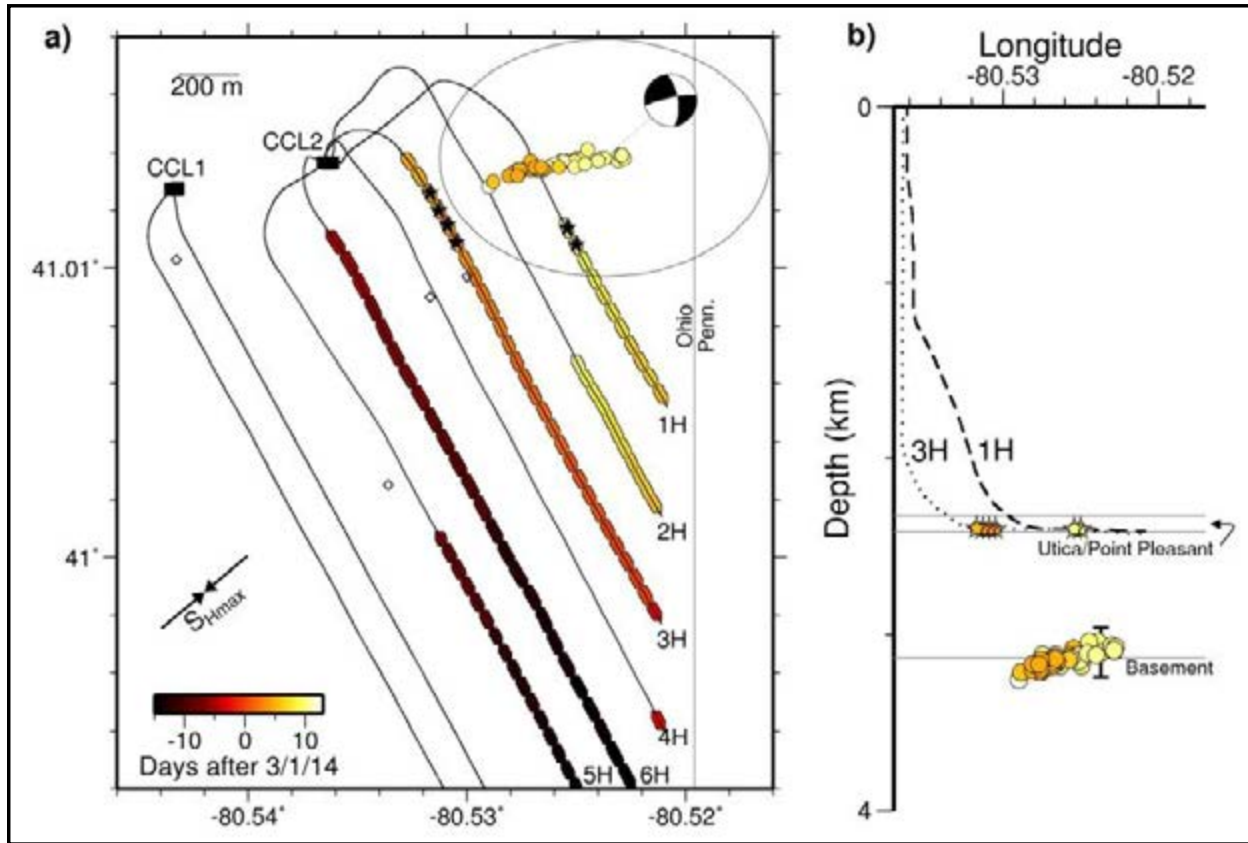 a)
200 m
CCL1
CCL2
41.01°
41°
Ohio
Penn.
1H
2H
3H
4H
5H
6H
SHmax
-10 0 10
Days after 3/1/14
-80.54° -80.53° -80.52°
b)
Longitude
-80.53 -80.52
0
Depth (km)
3H 1H
Utica/Point Pleasant
Basement
4